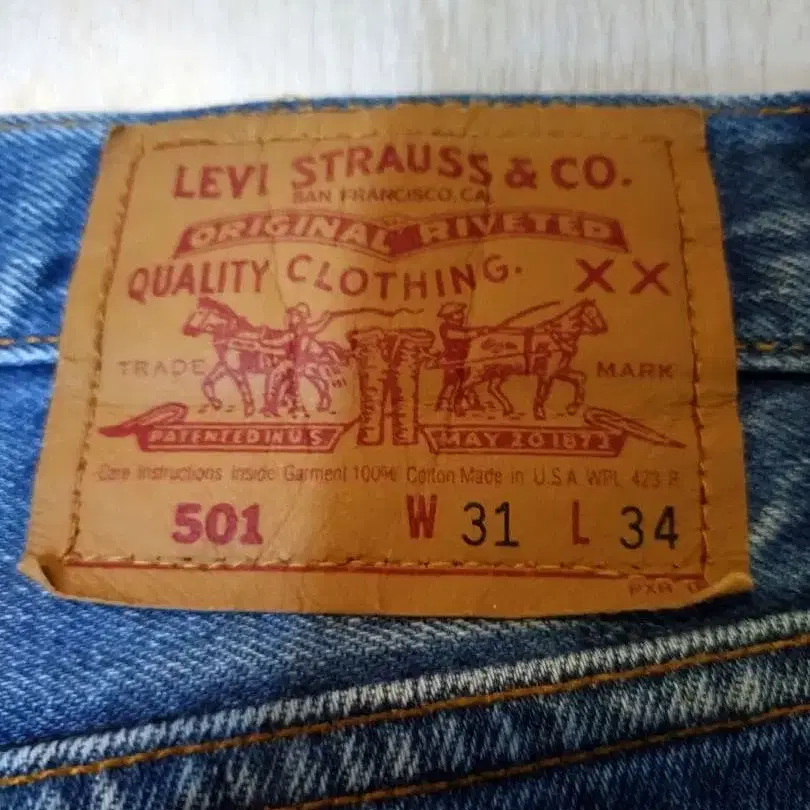 LEVI STRAUSS & CO.
SAN FRANCISCO, CA.
ORIGINAL RIVETED
QUALITY CLOTHING. XX
TRADE MARK
PATENTED IN U.S. MAY 20 1873
Care Instructions Inside Garment 100% Cotton Made in U.S.A. WPL 423
501 W 31 L 34